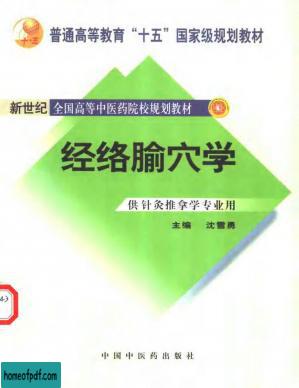 普通高等教育“十五”国家级规划教材
新世纪 全国高等中医药院校规划教材
经络腧穴学
供针灸推拿学专业用
主编 沈雪勇
中国中医药出版社
homeofpdf.com
homeofpdf.com